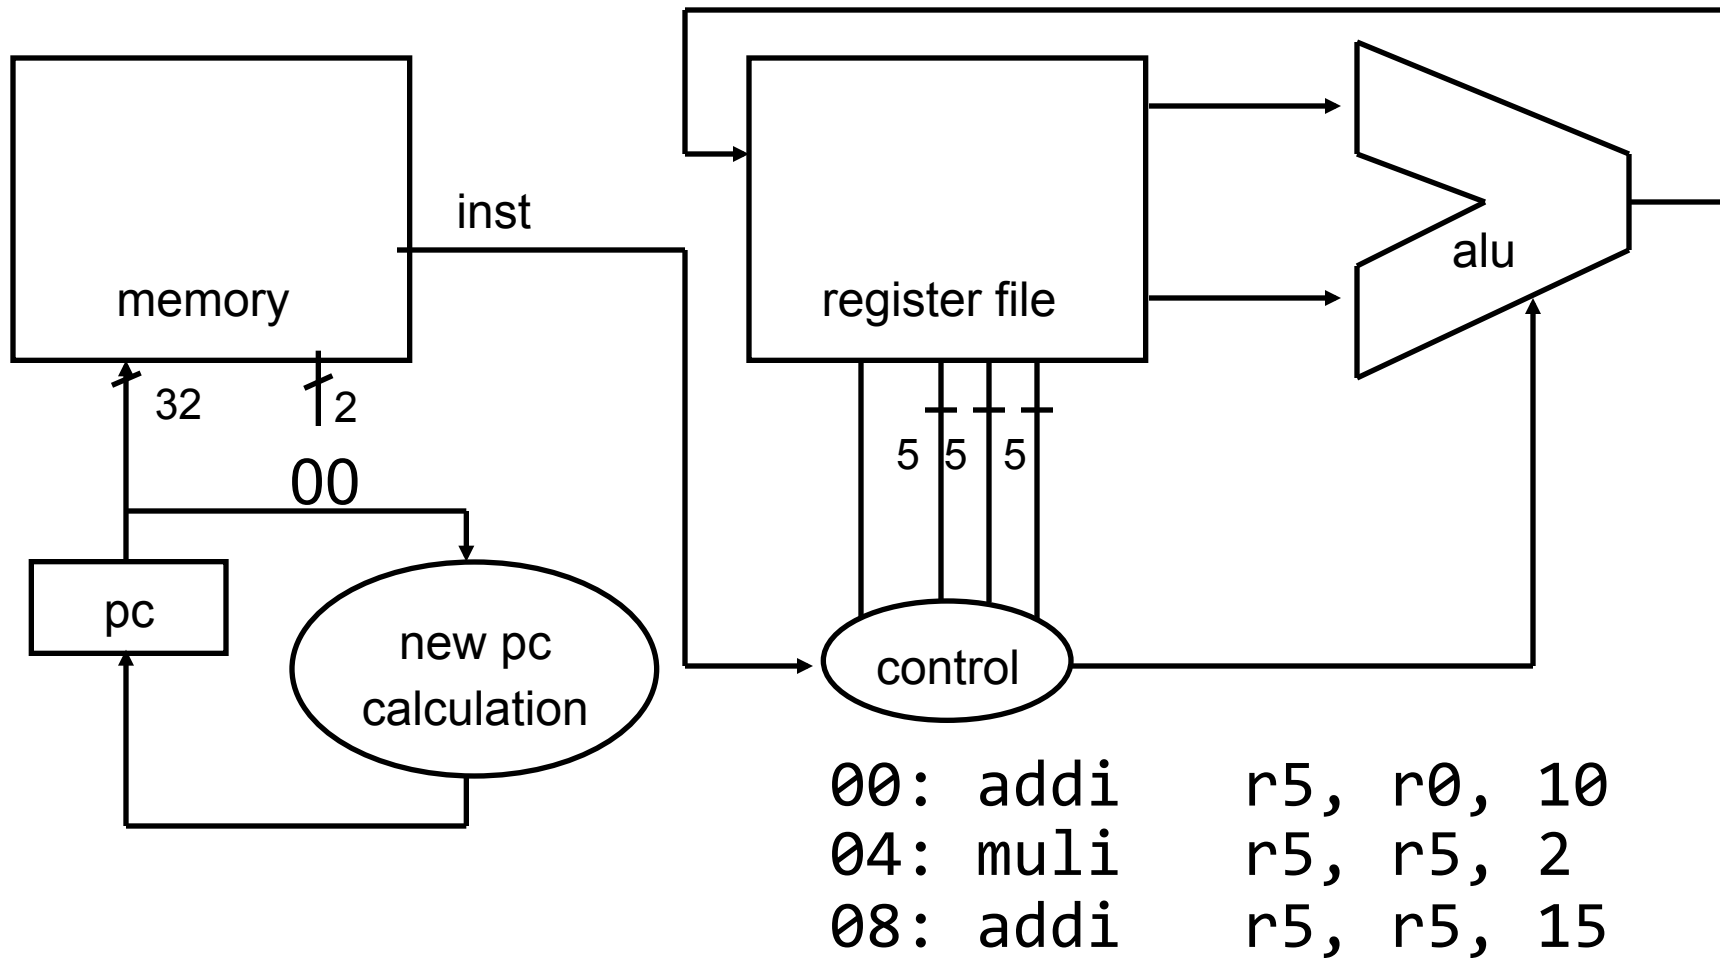 inst
memory
register file
alu
32
2
5 5 5
00
pc
new pc
calculation
control
00: addi r5, r0, 10
04: muli r5, r5, 2
08: addi r5, r5, 15